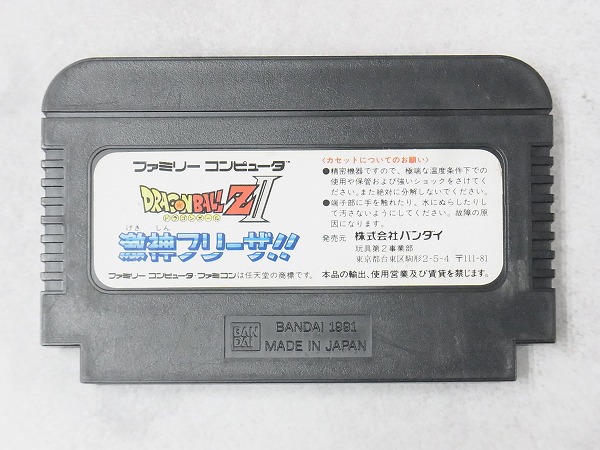 ファミリー コンピュータ™
DRAGON BALL Z II
ドラゴンボール
げき しん
激神フリーザ!!
ファミリー コンピュータ・ファミコンは任天堂の商標です。
〈カセットについてのお願い〉
●精密機器ですので、極端な温度条件下での
使用や保管および強いショックをさけてくだ
さい。また絶対に分解しないでください。
●端子部に手を触れたり、水にぬらしたりし
て汚さないようにしてください。故障の原
因になります。
発売元 株式会社バンダイ
玩具第2事業部
東京都台東区駒形2-5-4 〒111-81
本品の輸出、使用営業及び賃貸を禁じます。
BAN
DAI
BANDAI 1991
MADE IN JAPAN